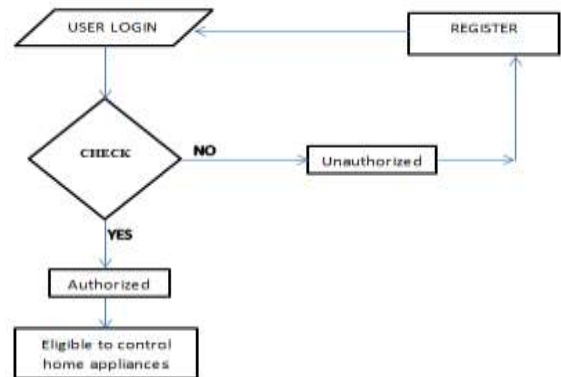 USER LOGIN
REGISTER
CHECK
NO
Unauthorized
YES
Authorized
Eligible to control
home appliances